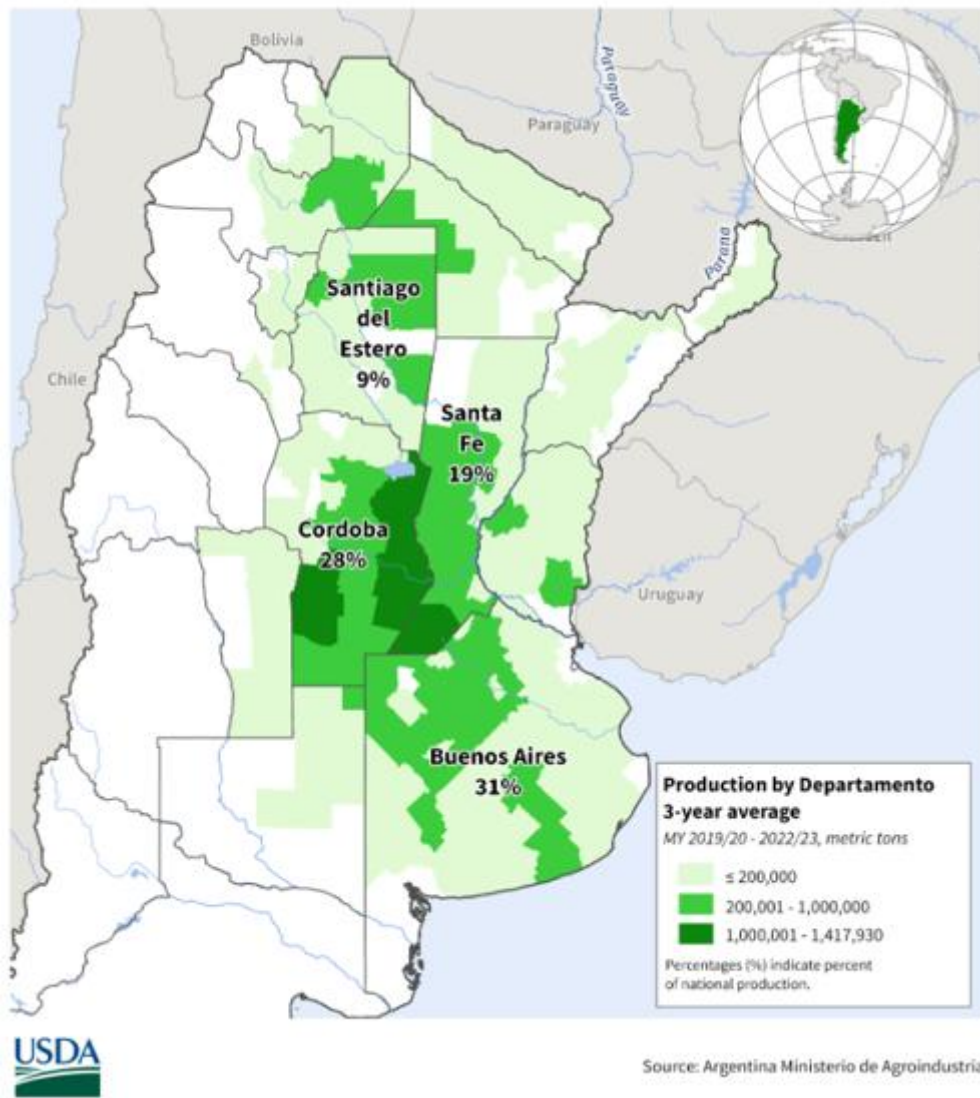 Bolivia
Paraguay
Paraguay
Parana
Chile
Santiago
del
Estero
9%
Santa
Fe
19%
Cordoba
28%
Uruguay
Buenos Aires
31%
Production by Departamento
3-year average
MY 2019/20 - 2022/23, metric tons
≤ 200,000
200,001 - 1,000,000
1,000,001 - 1,417,930
Percentages (%) indicate percent
of national production.
USDA
Source: Argentina Ministerio de Agroindustria